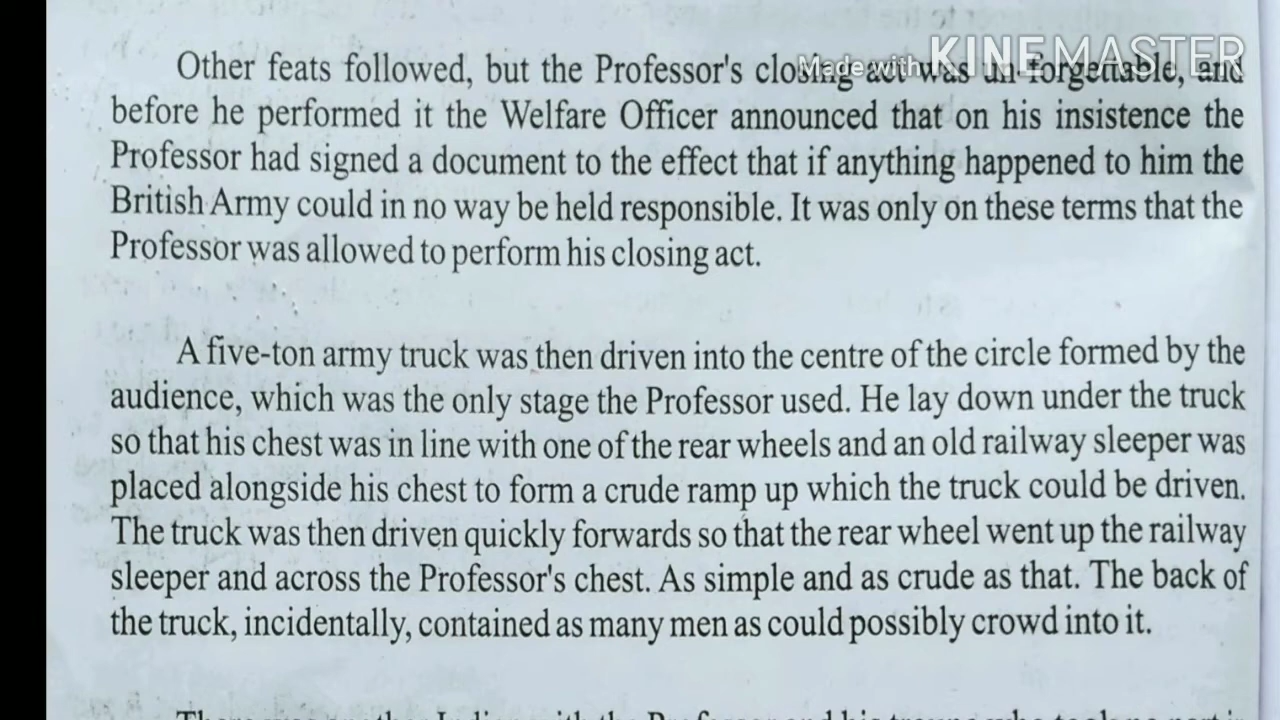 Made with KINEMASTER
Other feats followed, but the Professor's closing act was un-forgettable, and
before he performed it the Welfare Officer announced that on his insistence the
Professor had signed a document to the effect that if anything happened to him the
British Army could in no way be held responsible. It was only on these terms that the
Professor was allowed to perform his closing act.
A five-ton army truck was then driven into the centre of the circle formed by the
audience, which was the only stage the Professor used. He lay down under the truck
so that his chest was in line with one of the rear wheels and an old railway sleeper was
placed alongside his chest to form a crude ramp up which the truck could be driven.
The truck was then driven quickly forwards so that the rear wheel went up the railway
sleeper and across the Professor's chest. As simple and as crude as that. The back of
the truck, incidentally, contained as many men as could possibly crowd into it.